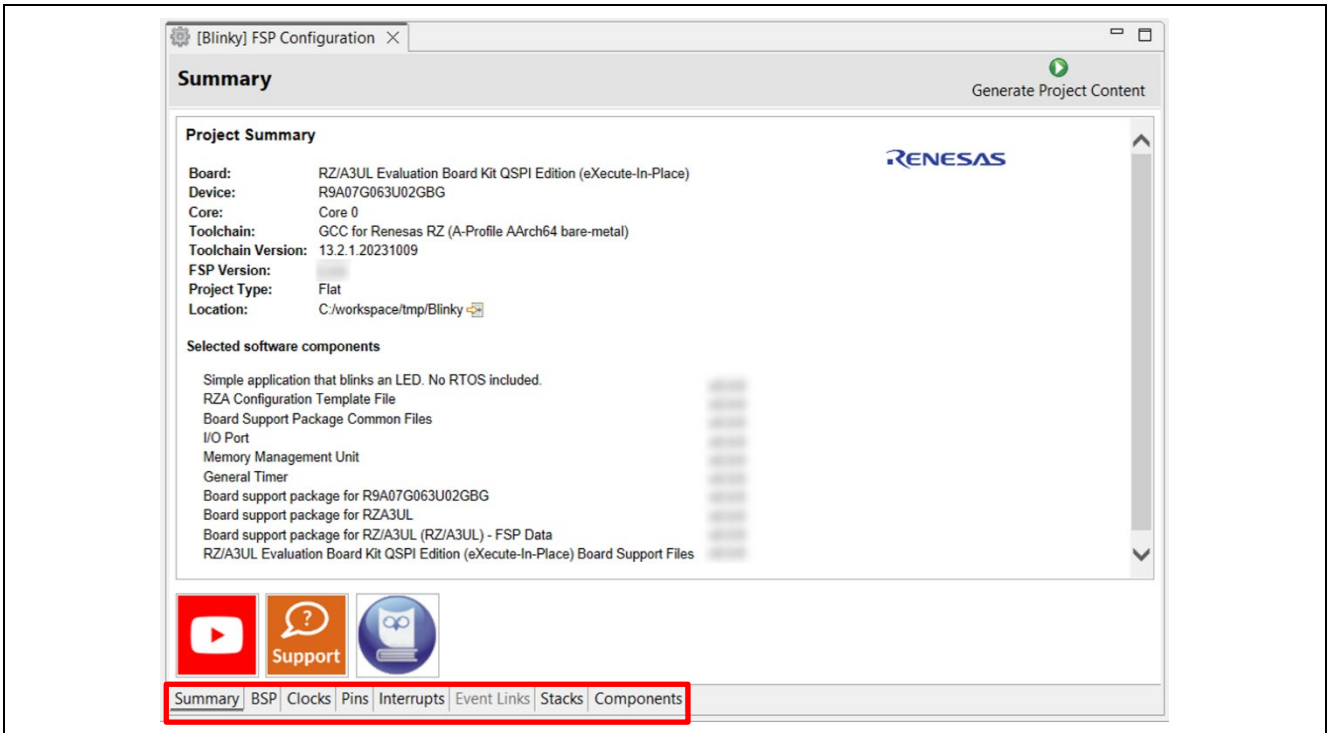 [Blinky] FSP Configuration
Summary
Generate Project Content
Project Summary
RENESAS
Board: RZ/A3UL Evaluation Board Kit QSPI Edition (eXecute-In-Place)
Device: R9A07G063U02GBG
Core: Core 0
Toolchain: GCC for Renesas RZ (A-Profile AArch64 bare-metal)
Toolchain Version: 13.2.1.20231009
FSP Version:
Project Type: Flat
Location: C:/workspace/tmp/Blinky
Selected software components
Simple application that blinks an LED. No RTOS included.
RZA Configuration Template File
Board Support Package Common Files
I/O Port
Memory Management Unit
General Timer
Board support package for R9A07G063U02GBG
Board support package for RZA3UL
Board support package for RZ/A3UL (RZ/A3UL) - FSP Data
RZ/A3UL Evaluation Board Kit QSPI Edition (eXecute-In-Place) Board Support Files
?
Support
Summary BSP Clocks Pins Interrupts Event Links Stacks Components